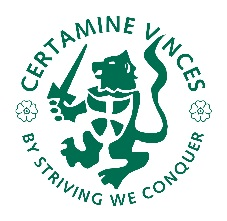 CERTAMINE VINCES
BY STRIVING WE CONQUER